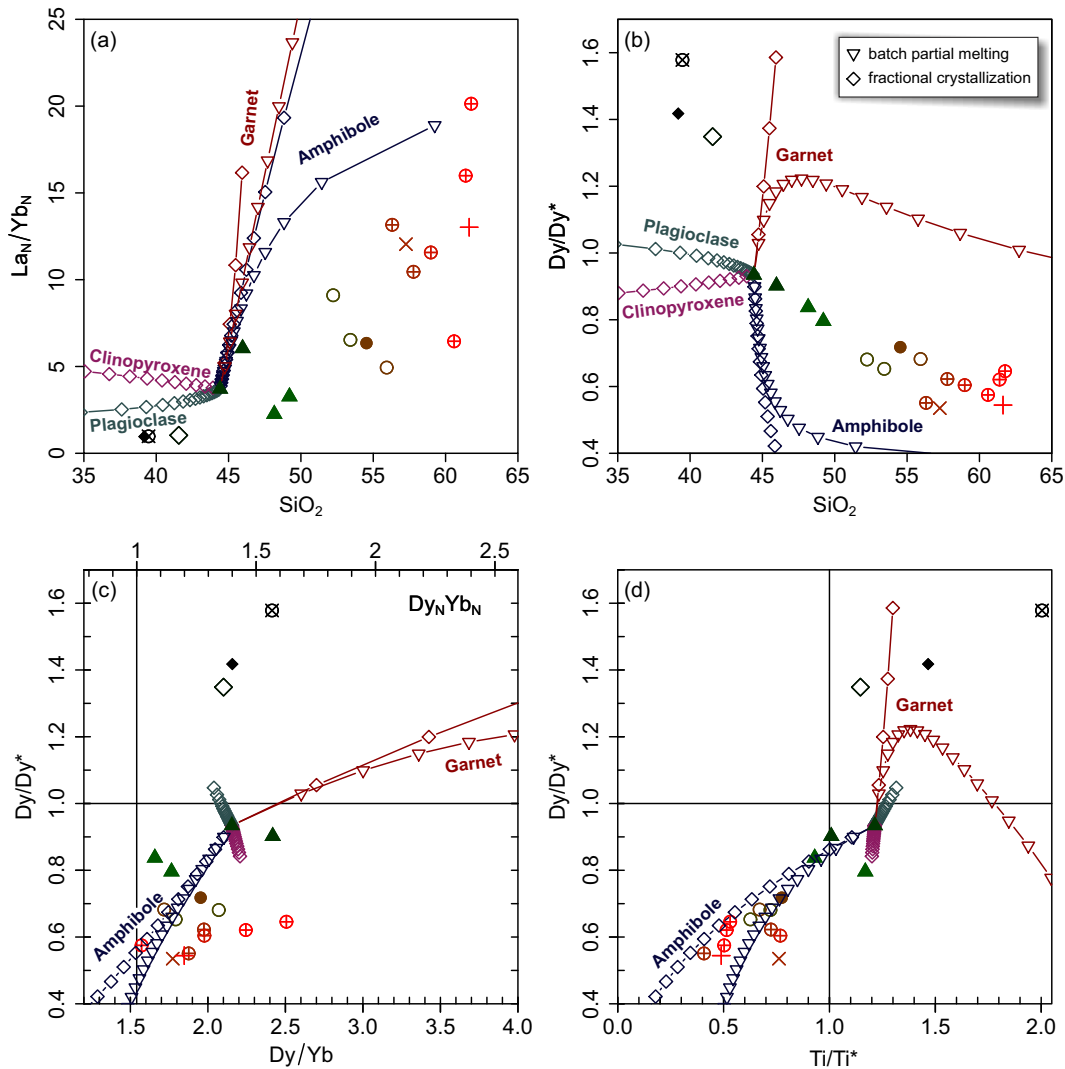 (a)
25
20
15
10
5
0
La_N/Yb_N
Garnet
Amphibole
Clinopyroxene
Plagioclase
35 40 45 50 55 60 65
SiO₂
(b)
▽ batch partial melting
◇ fractional crystallization
1.6
1.4
1.2
1.0
0.8
0.6
0.4
Dy/Dy*
Garnet
Plagioclase
Clinopyroxene
Amphibole
35 40 45 50 55 60 65
SiO₂
1 1.5 2 2.5
(c)
Dy_NYb_N
1.6
1.4
1.2
1.0
0.8
0.6
0.4
Dy/Dy*
Garnet
Amphibole
1.5 2.0 2.5 3.0 3.5 4.0
Dy/Yb
(d)
1.6
1.4
1.2
1.0
0.8
0.6
0.4
Dy/Dy*
Garnet
Amphibole
0.0 0.5 1.0 1.5 2.0
Ti/Ti*